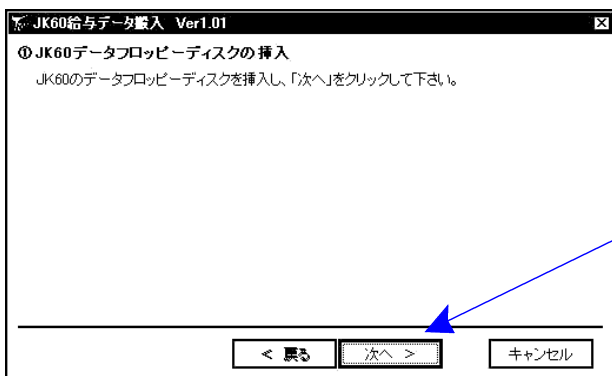 JK60給与データ搬入 Ver1.01
①JK60データフロッピーディスクの挿入
JK60のデータフロッピーディスクを挿入し、「次へ」をクリックして下さい。
< 戻る
次へ >
キャンセル